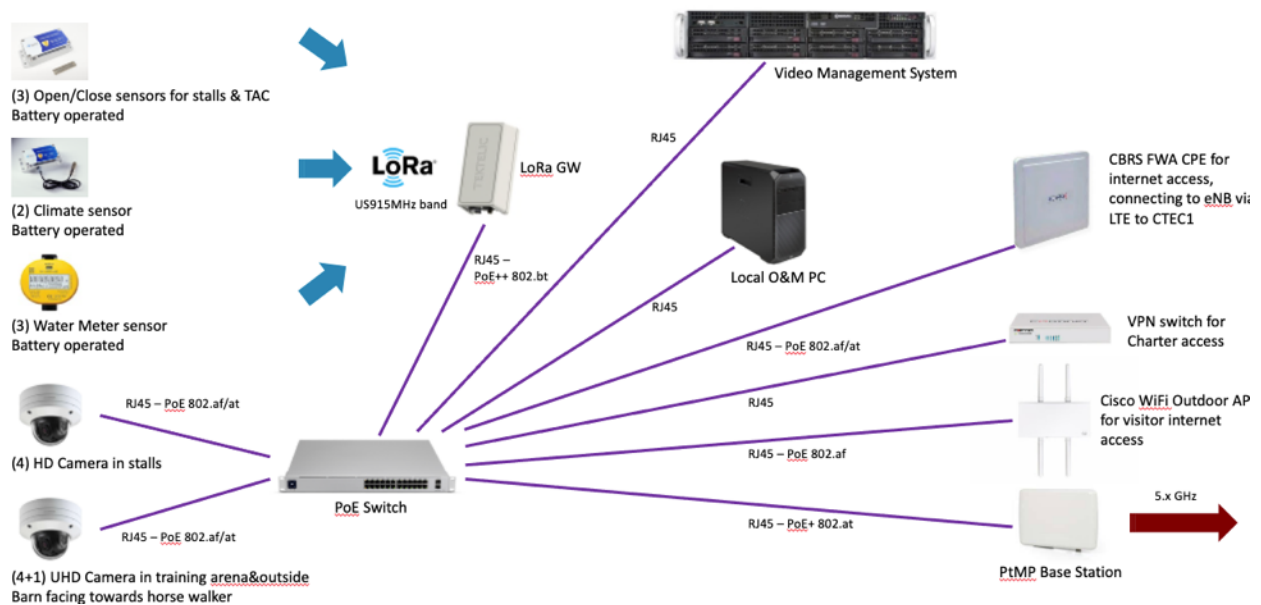 (3) Open/Close sensors for stalls & TAC
Battery operated
(2) Climate sensor
Battery operated
(3) Water Meter sensor
Battery operated
LoRa
US915MHz band
TEKTELIC
LoRa GW
RJ45 –
PoE++ 802.bt
Video Management System
RJ45
Local O&M PC
RJ45
CBRS FWA CPE for
internet access,
connecting to eNB via
LTE to CTEC1
RJ45 – PoE 802.af/at
VPN switch for
Charter access
RJ45
Cisco WiFi Outdoor AP
for visitor internet
access
RJ45 – PoE 802.af
5.x GHz
RJ45 – PoE+ 802.at
PtMP Base Station
RJ45 – PoE 802.af/at
(4) HD Camera in stalls
PoE Switch
RJ45 – PoE 802.af/at
(4+1) UHD Camera in training arena&outside
Barn facing towards horse walker